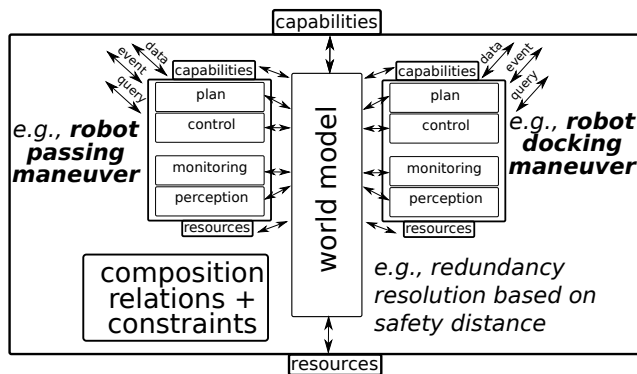 capabilities
data
event
query
capabilities
plan
control
monitoring
perception
resources
e.g., robot
passing
maneuver
world model
capabilities
plan
control
monitoring
perception
resources
data
event
query
e.g., robot
docking
maneuver
composition
relations +
constraints
e.g., redundancy
resolution based on
safety distance
resources